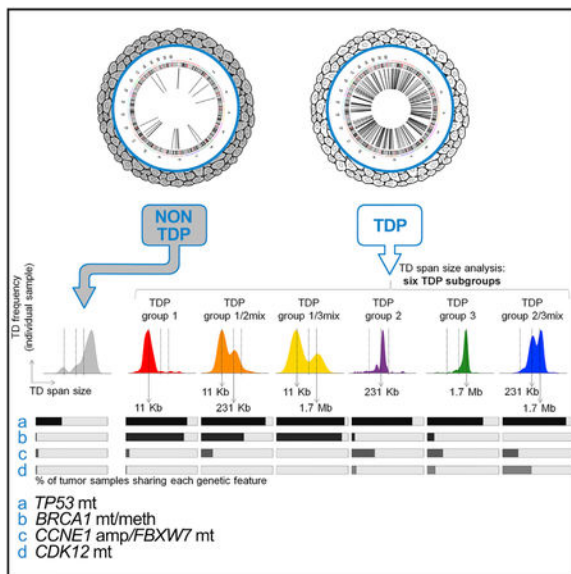 NON
TDP
TDP
TD span size analysis:
six TDP subgroups
TD frequency
(individual sample)
TDP
group 1
TDP
group 1/2mix
TDP
group 1/3mix
TDP
group 2
TDP
group 3
TDP
group 2/3mix
TD span size
11 Kb
11 Kb
231 Kb
11 Kb
1.7 Mb
231 Kb
1.7 Mb
231 Kb
1.7 Mb
a
b
c
d
% of tumor samples sharing each genetic feature
a TP53 mt
b BRCA1 mt/meth
c CCNE1 amp/FBXW7 mt
d CDK12 mt